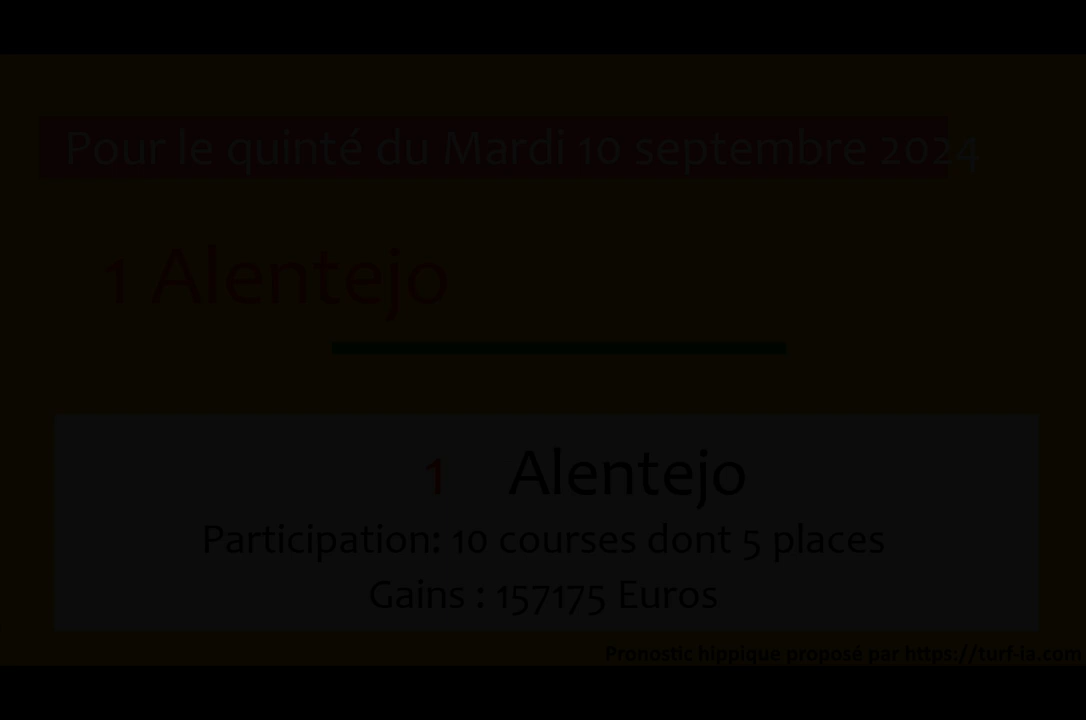 Pour le quinté du Mardi 10 septembre 2024
1 Alentejo
1 Alentejo
Participation: 10 courses dont 5 places
Gains : 157175 Euros
Pronostic hippique proposé par https://turf-ia.com